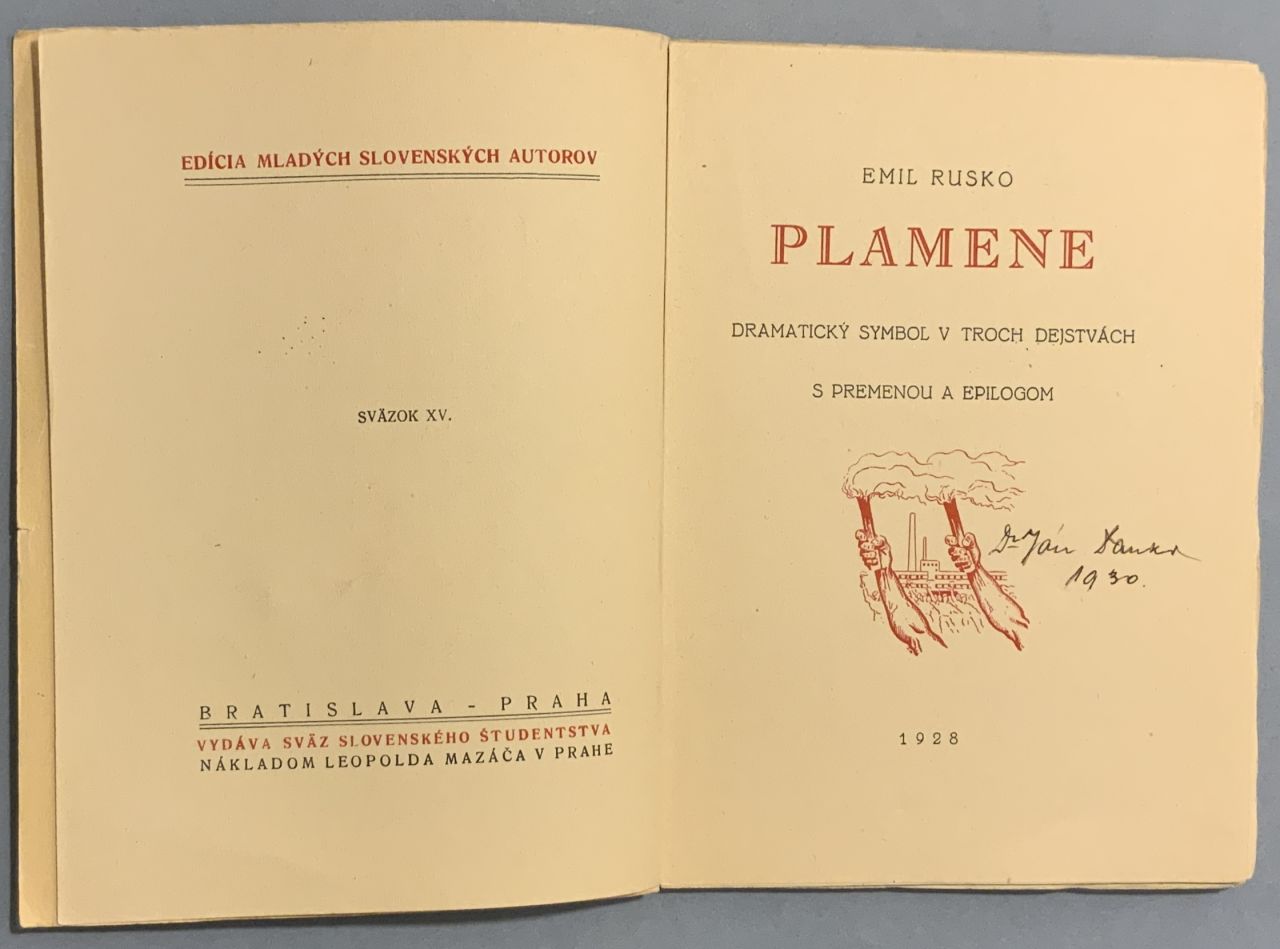 EDÍCIA MLADÝCH SLOVENSKÝCH AUTOROV
SVÄZOK XV.
BRATISLAVA - PRAHA
VYDÁVA SVÄZ SLOVENSKÉHO ŠTUDENTSTVA
NÁKLADOM LEOPOLDA MAZÁČA V PRAHE
EMIL RUSKO
PLAMENE
DRAMATICKÝ SYMBOL V TROCH DEJSTVÁCH
S PREMENOU A EPILOGOM
Dr Ján
1930.
1928